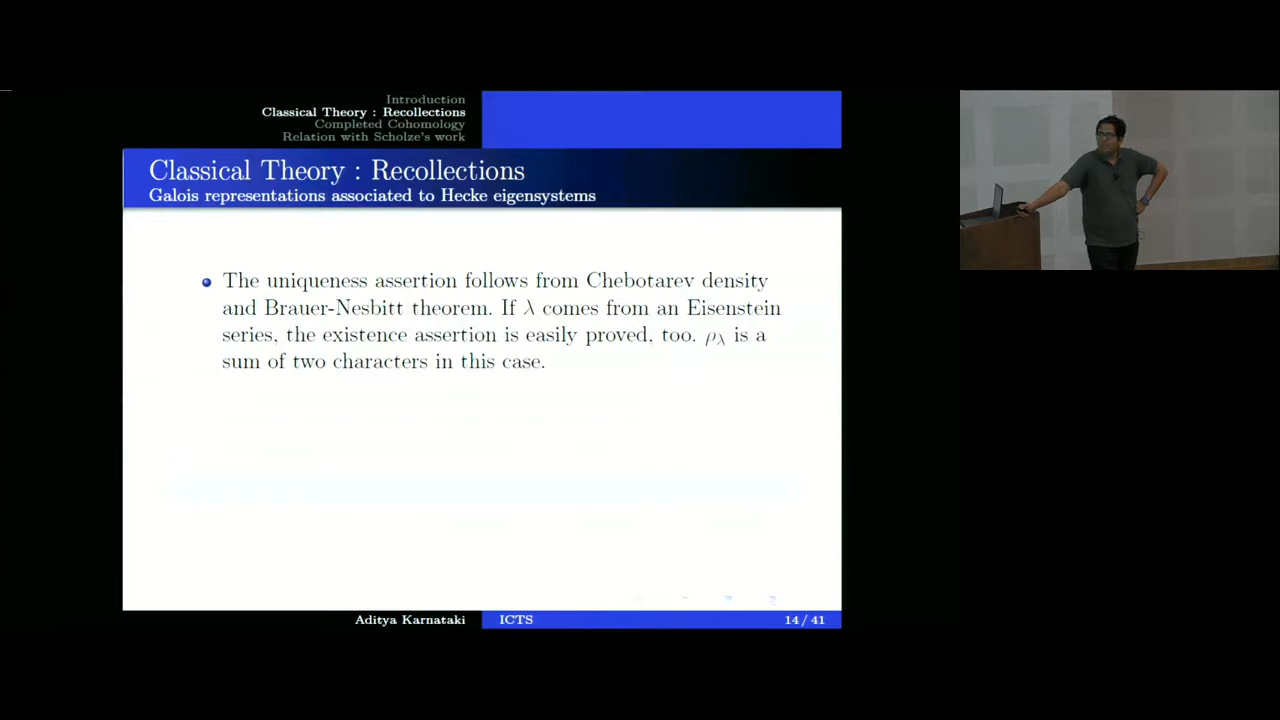 Introduction
Classical Theory : Recollections
Completed Cohomology
Relation with Scholze's work
Classical Theory : Recollections
Galois representations associated to Hecke eigensystems
The uniqueness assertion follows from Chebotarev density
and Brauer-Nesbitt theorem. If λ comes from an Eisenstein
series, the existence assertion is easily proved, too. ρλ is a
sum of two characters in this case.
Aditya Karnataki ICTS 14 / 41